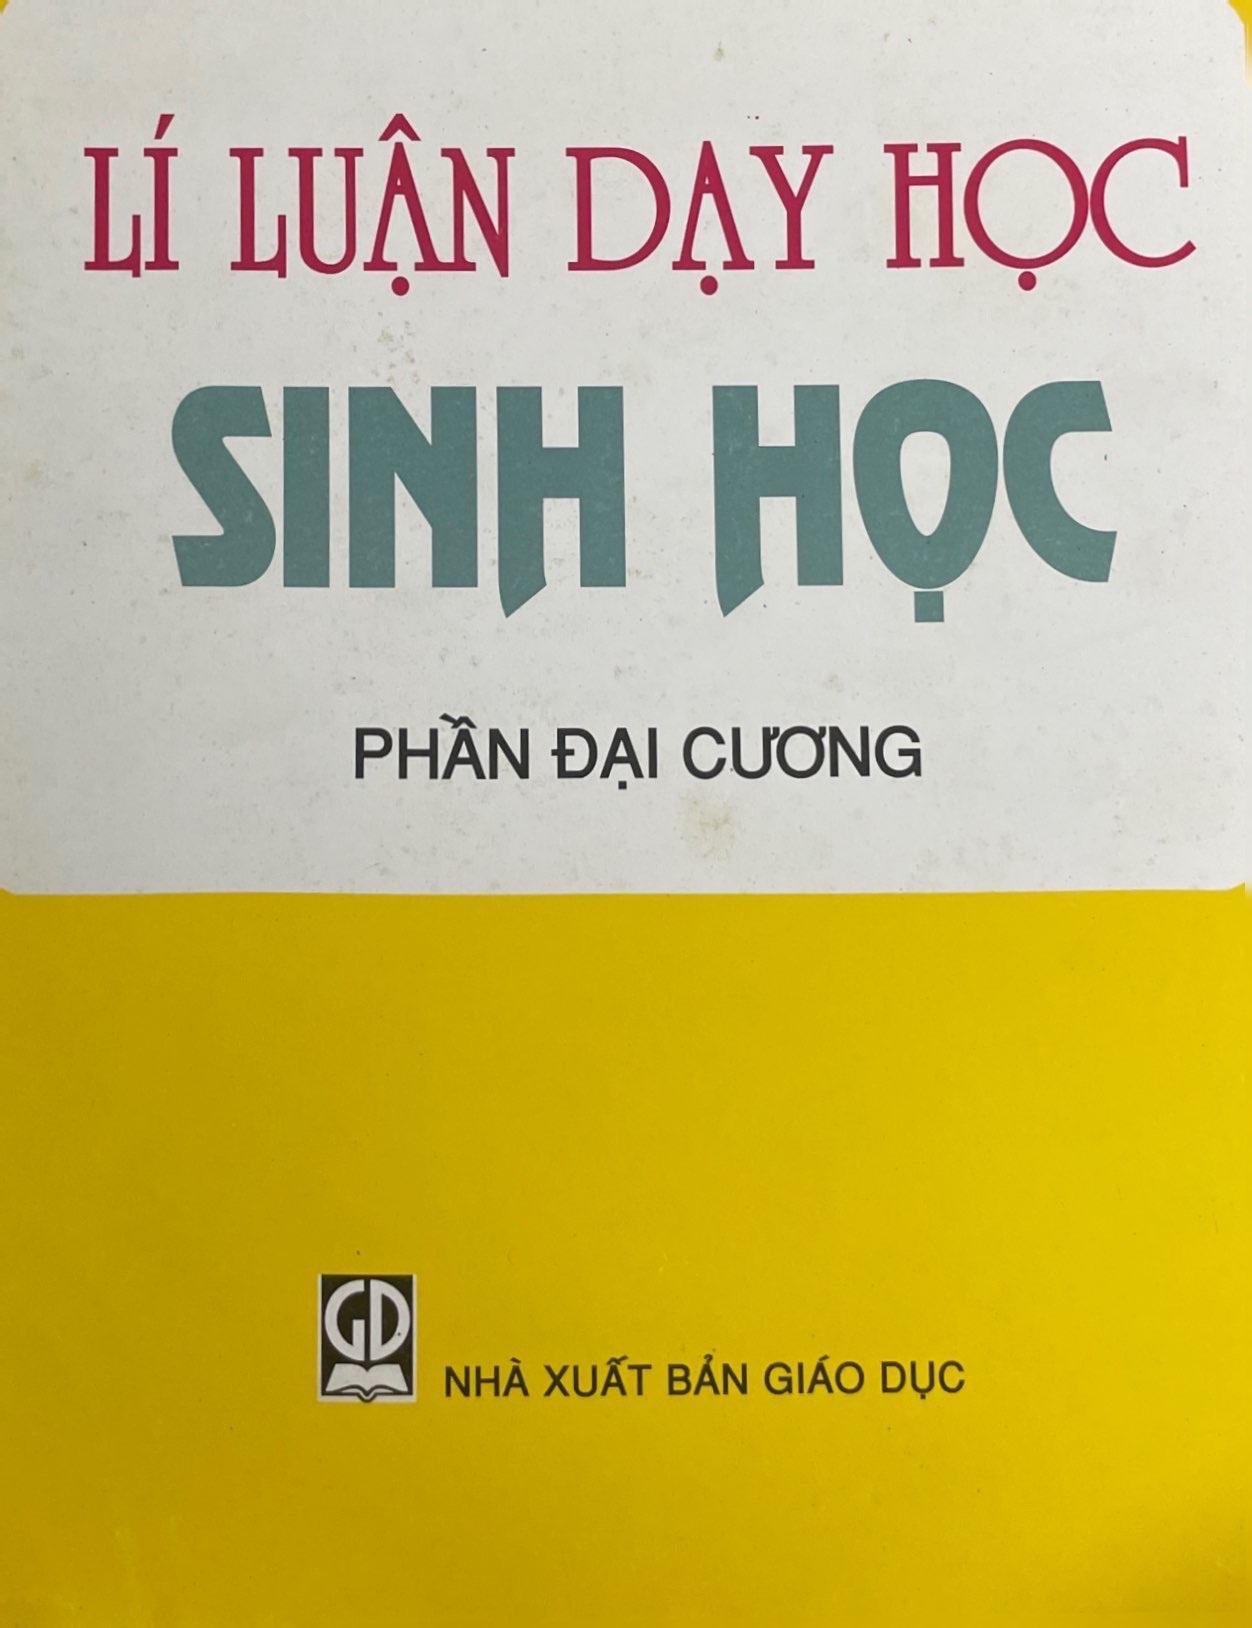 LÍ LUẬN DẠY HỌC
SINH HỌC
PHẦN ĐẠI CƯƠNG
GD
NHÀ XUẤT BẢN GIÁO DỤC